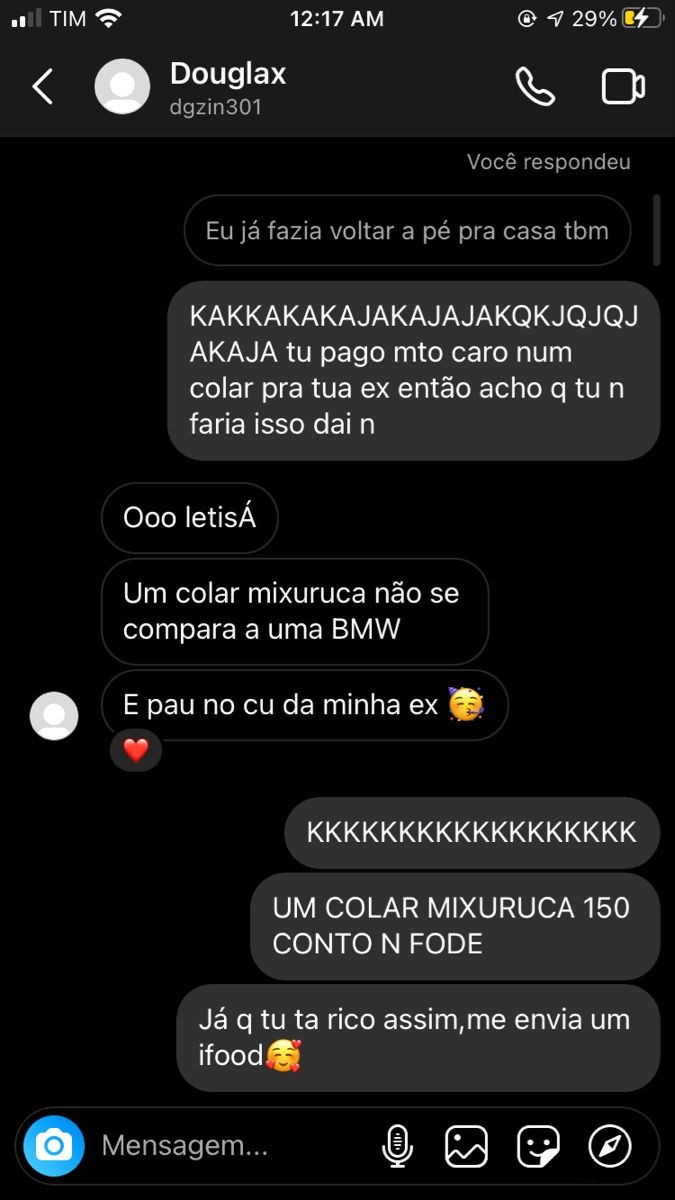 TIM 12:17 AM 29%
Douglax
dgzin301
Você respondeu
Eu já fazia voltar a pé pra casa tbm
KAKKAKAKAJAKAJAJAKQKJQJQJ
AKAJA tu pago mto caro num
colar pra tua ex então acho q tu n
faria isso dai n
Ooo letisÁ
Um colar mixuruca não se
compara a uma BMW
E pau no cu da minha ex 🥳
❤️
KKKKKKKKKKKKKKKKKK
UM COLAR MIXURUCA 150
CONTO N FODE
Já q tu ta rico assim,me envia um
ifood🥰
Mensagem...